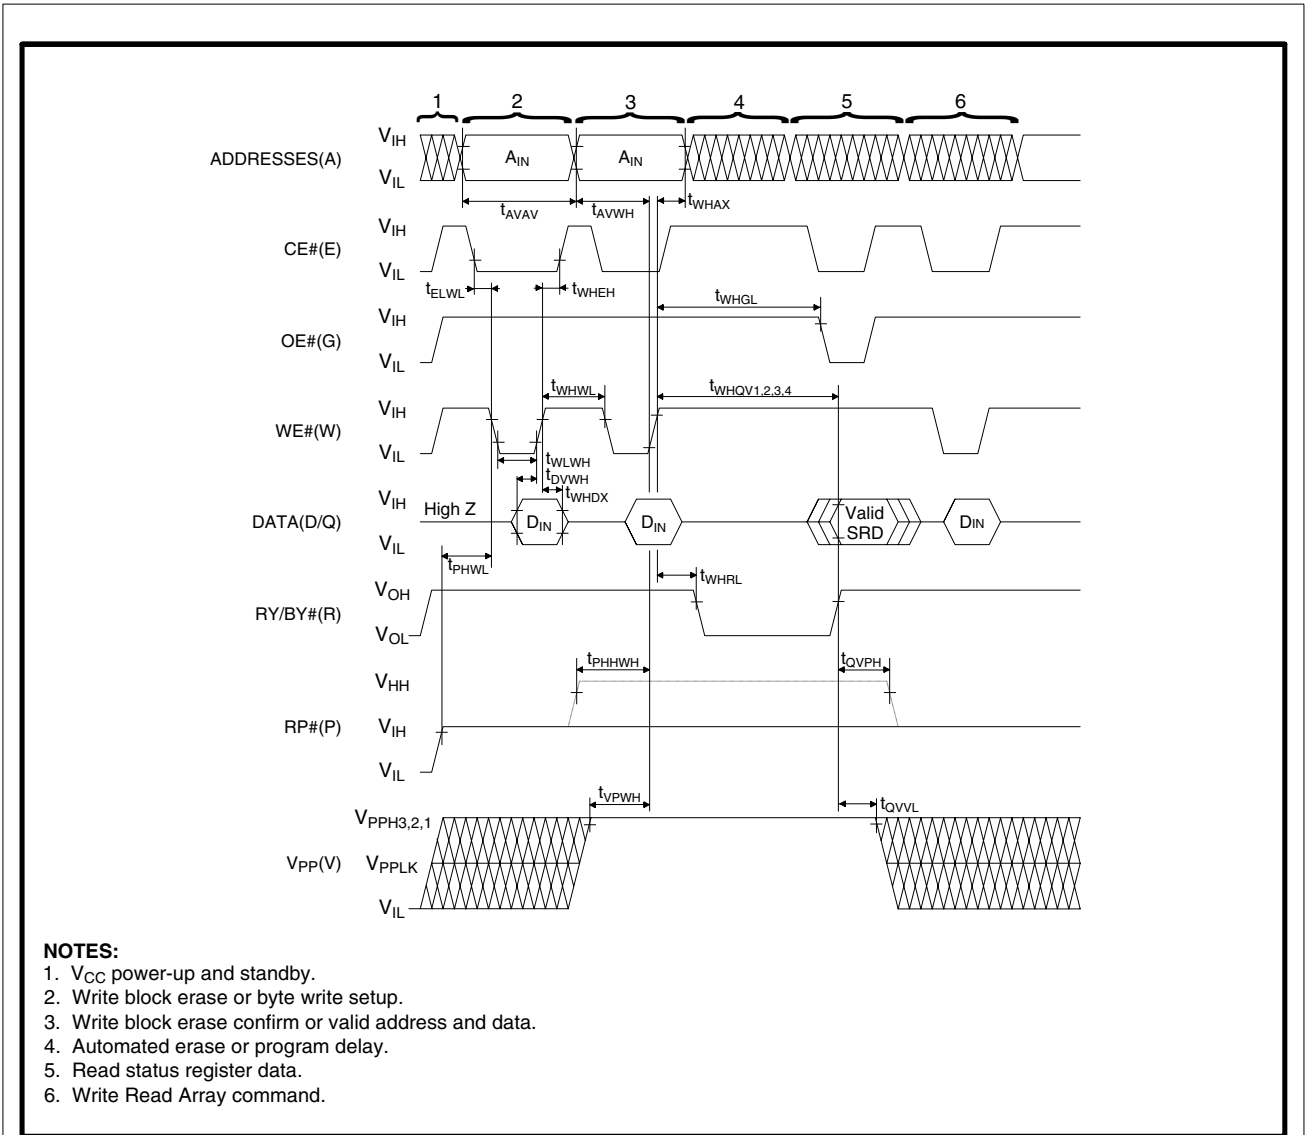 1 2 3 4 5 6
ADDRESSES(A) VIH AIN AIN
VIL
tAVAV tAVWH tWHAX
CE#(E) VIH
VIL
tELWL tWHEH
tWHGL
OE#(G) VIH
VIL
tWHWL tWHQV1,2,3,4
WE#(W) VIH
VIL
tWLWH
tDVWH
tWHDX
DATA(D/Q) VIH High Z DIN DIN Valid SRD DIN
VIL
tPHWL
tWHRL
RY/BY#(R) VOH
VOL
tPHHWH tQVPH
VHH
RP#(P) VIH
VIL
tVPWH tQVVL
VPPH3,2,1
VPP(V) VPPLK
VIL
NOTES:
1. VCC power-up and standby.
2. Write block erase or byte write setup.
3. Write block erase confirm or valid address and data.
4. Automated erase or program delay.
5. Read status register data.
6. Write Read Array command.